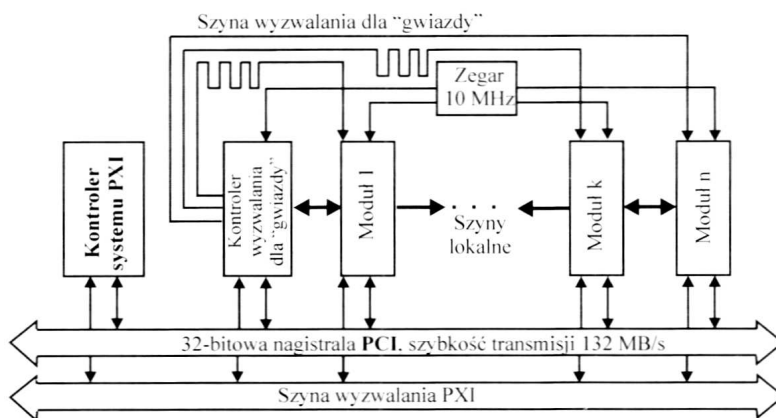 Szyna wyzwalania dla “gwiazdy”
Zegar
10 MHz
Kontroler
systemu PXI
Kontroler
wyzwalania
dla “gwiazdy”
Moduł 1
. . .
Szyny
lokalne
Moduł k
Moduł n
32-bitowa nagistrala PCI. szybkość transmisji 132 MB/s
Szyna wyzwalania PXI